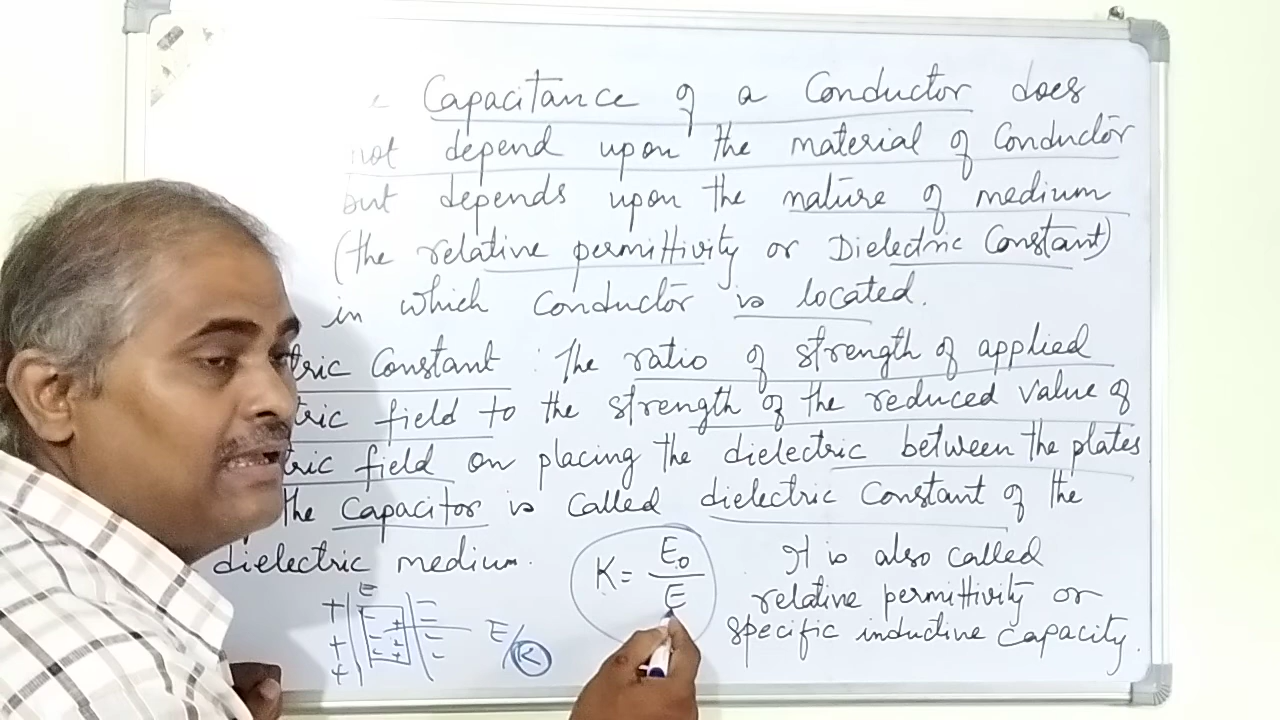 Capacitance of a Conductor does
not depend upon the material of Conductor
but depends upon the nature of medium
(the relative permittivity or Dielectric Constant)
in which Conductor is located.
tric Constant : The ratio of strength of applied
tric field to the strength of the reduced value of
tric field on placing the dielectric between the plates
the Capacitor is called dielectric Constant of the
dielectric medium.
K = E₀/E
It is also called
relative permittivity or
specific inductive capacity.
E
+ - + - -
+ - + - -
+ - + -
E/K